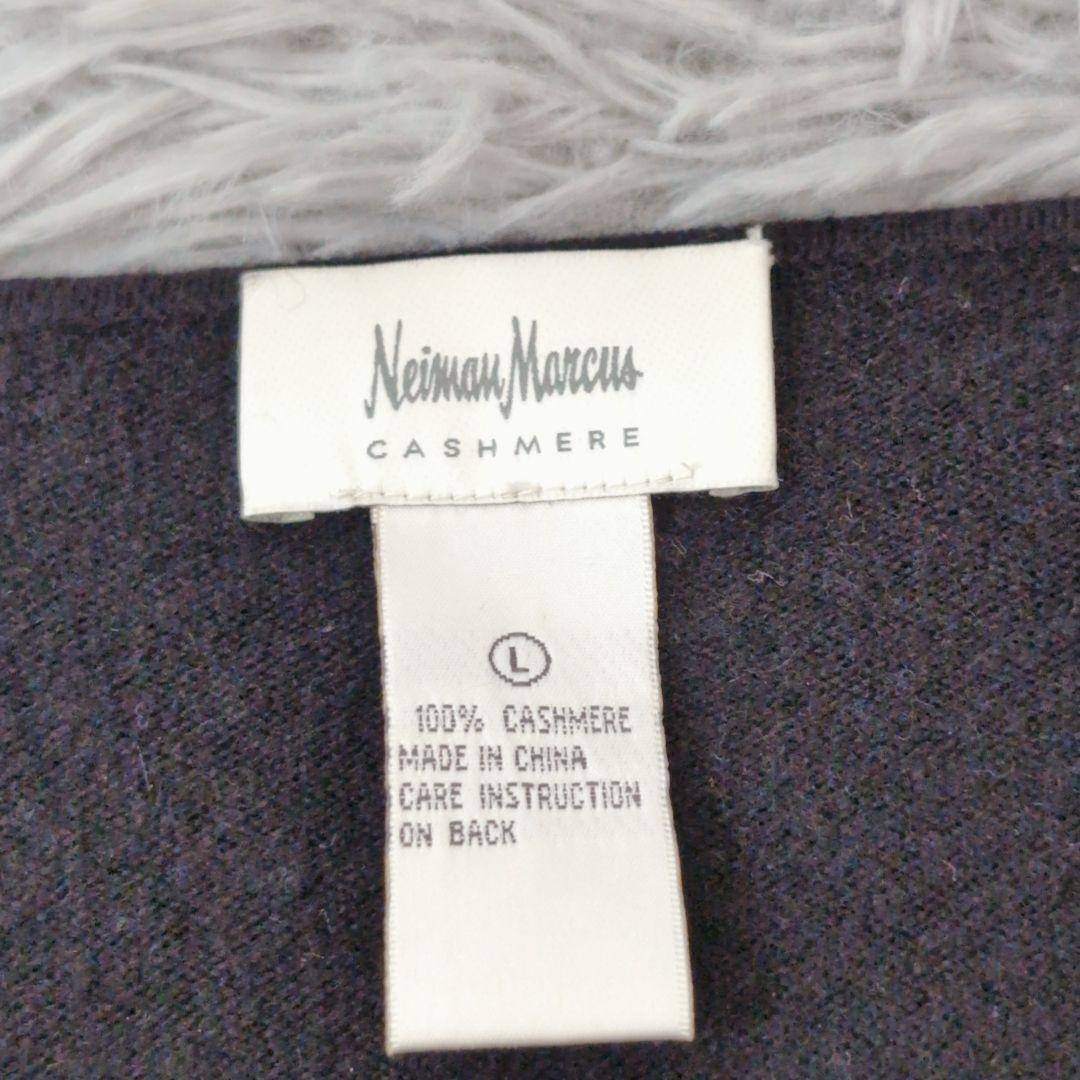 Neiman Marcus
CASHMERE
L
100% CASHMERE
MADE IN CHINA
CARE INSTRUCTION
ON BACK